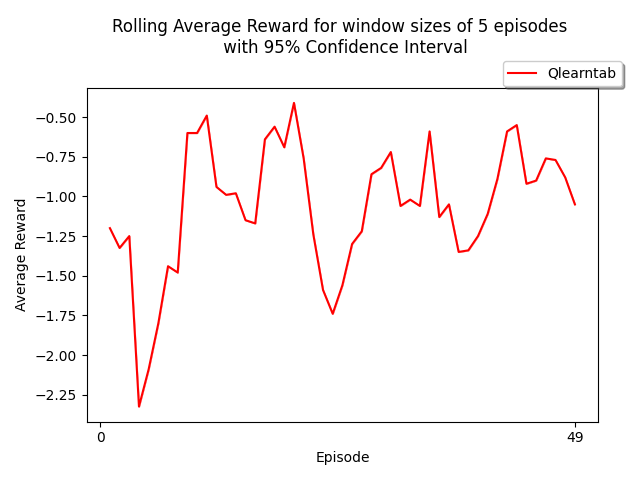 Rolling Average Reward for window sizes of 5 episodes
with 95% Confidence Interval
Qlearntab
−0.50
−0.75
−1.00
−1.25
−1.50
−1.75
−2.00
−2.25
Average Reward
0
49
Episode